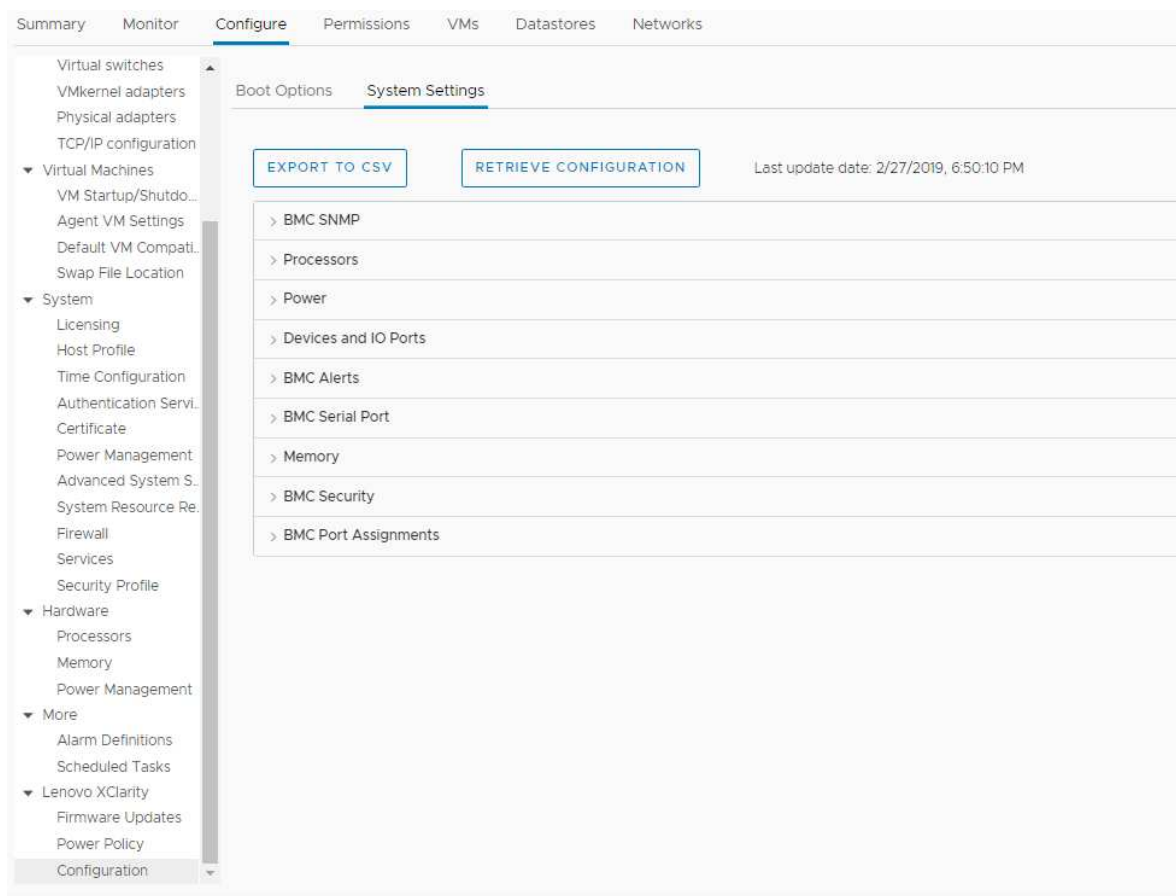 Summary Monitor Configure Permissions VMs Datastores Networks
Virtual switches
VMkernel adapters
Physical adapters
TCP/IP configuration
Virtual Machines
VM Startup/Shutdo...
Agent VM Settings
Default VM Compati..
Swap File Location
System
Licensing
Host Profile
Time Configuration
Authentication Servi..
Certificate
Power Management
Advanced System S..
System Resource Re.
Firewall
Services
Security Profile
Hardware
Processors
Memory
Power Management
More
Alarm Definitions
Scheduled Tasks
Lenovo XClarity
Firmware Updates
Power Policy
Configuration
Boot Options System Settings
EXPORT TO CSV RETRIEVE CONFIGURATION Last update date: 2/27/2019, 6:50:10 PM
BMC SNMP
Processors
Power
Devices and IO Ports
BMC Alerts
BMC Serial Port
Memory
BMC Security
BMC Port Assignments